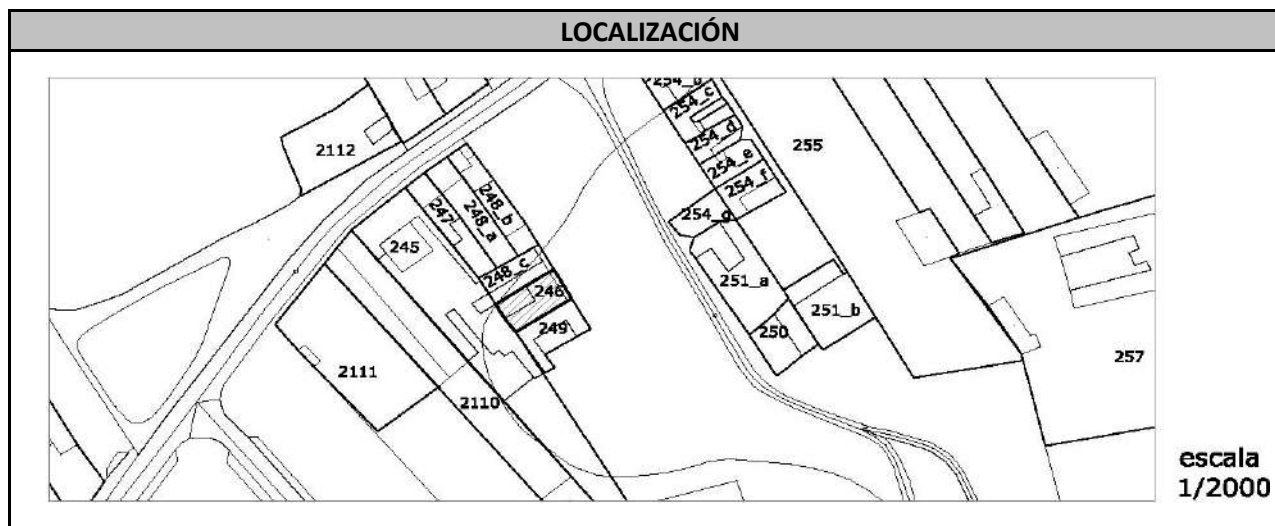 LOCALIZACIÓN
254_c
254_d
254_e
254_f
254_g
255
2112
248_b
248_a
247
245
248_c
246
249
251_a
251_b
250
257
2111
2110
escala
1/2000